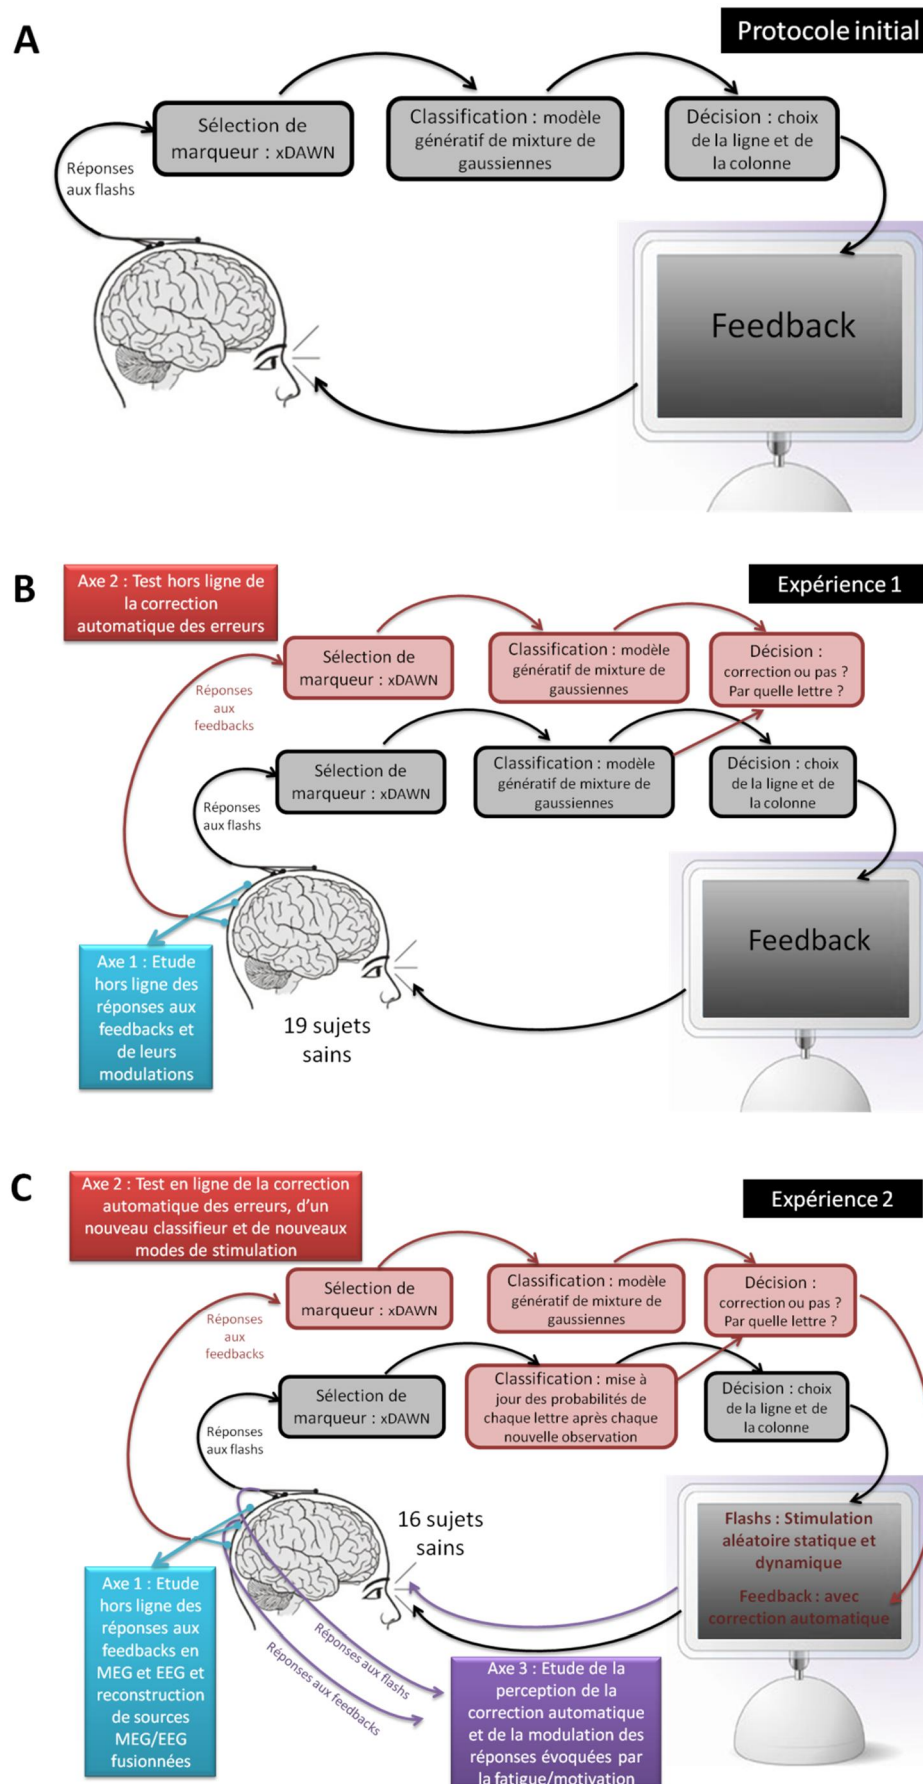 A
Protocole initial
Sélection de
marqueur : xDAWN
Classification : modèle
génératif de mixture de
gaussiennes
Décision : choix
de la ligne et de
la colonne
Réponses
aux flashs
Feedback
B
Axe 2 : Test hors ligne de
la correction
automatique des erreurs
Expérience 1
Sélection de
marqueur : xDAWN
Classification : modèle
génératif de mixture de
gaussiennes
Décision :
correction ou pas ?
Par quelle lettre ?
Réponses
aux
feedbacks
Sélection de
marqueur : xDAWN
Classification : modèle
génératif de mixture de
gaussiennes
Décision : choix
de la ligne et de
la colonne
Réponses
aux flashs
Feedback
Axe 1 : Etude
hors ligne des
réponses aux
feedbacks et
de leurs
modulations
19 sujets
sains
C
Axe 2 : Test en ligne de la correction
automatique des erreurs, d'un
nouveau classifieur et de nouveaux
modes de stimulation
Expérience 2
Sélection de
marqueur : xDAWN
Classification : modèle
génératif de mixture de
gaussiennes
Décision :
correction ou pas ?
Par quelle lettre ?
Réponses
aux
feedbacks
Sélection de
marqueur : xDAWN
Classification : mise à
jour des probabilités de
chaque lettre après chaque
nouvelle observation
Décision : choix
de la ligne et de
la colonne
Réponses
aux flashs
16 sujets
sains
Flashs : Stimulation
aléatoire statique et
dynamique
Feedback : avec
correction automatique
Axe 1 : Etude
hors ligne des
réponses aux
feedbacks en
MEG et EEG et
reconstruction
de sources
MEG/EEG
fusionnées
Réponses aux flashs
Réponses aux feedbacks
Axe 3 : Etude de la
perception de la
correction automatique
et de la modulation des
réponses évoquées par
la fatigue/motivation